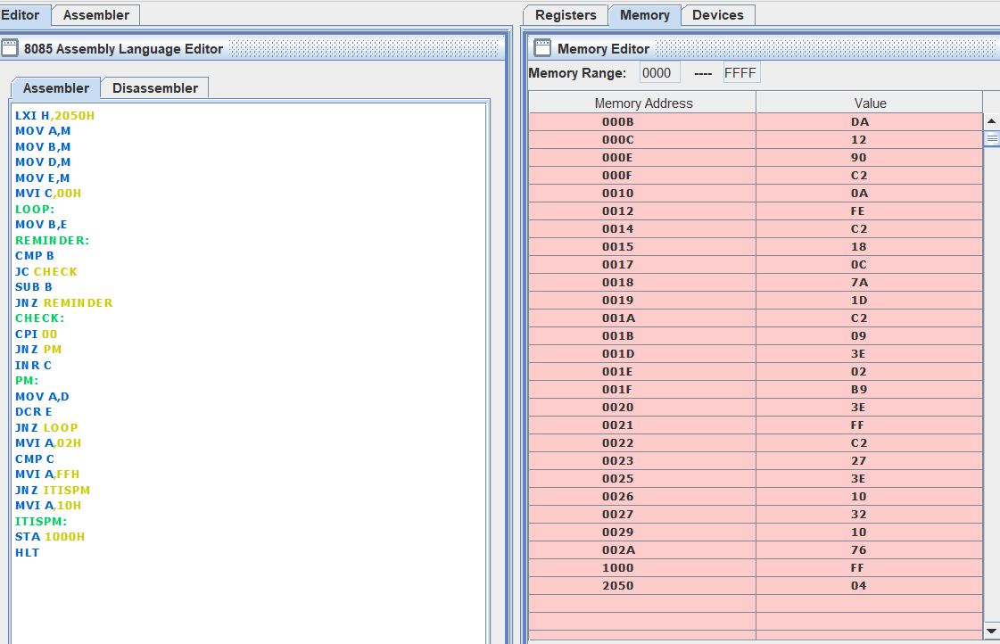 Editor Assembler
8085 Assembly Language Editor
Assembler Disassembler
LXI H,2050H
MOV A,M
MOV B,M
MOV D,M
MOV E,M
MVI C,00H
LOOP:
MOV B,E
REMINDER:
CMP B
JC CHECK
SUB B
JNZ REMINDER
CHECK:
CPI 00
JNZ PM
INR C
PM:
MOV A,D
DCR E
JNZ LOOP
MVI A,02H
CMP C
MVI A,FFH
JNZ ITISPM
MVI A,10H
ITISPM:
STA 1000H
HLT
Registers Memory Devices
Memory Editor
Memory Range: 0000 ---- FFFF
Memory Address Value
000B DA
000C 12
000E 90
000F C2
0010 0A
0012 FE
0014 C2
0015 18
0017 0C
0018 7A
0019 1D
001A C2
001B 09
001D 3E
001E 02
001F B9
0020 3E
0021 FF
0022 C2
0023 27
0025 3E
0026 10
0027 32
0029 10
002A 76
1000 FF
2050 04